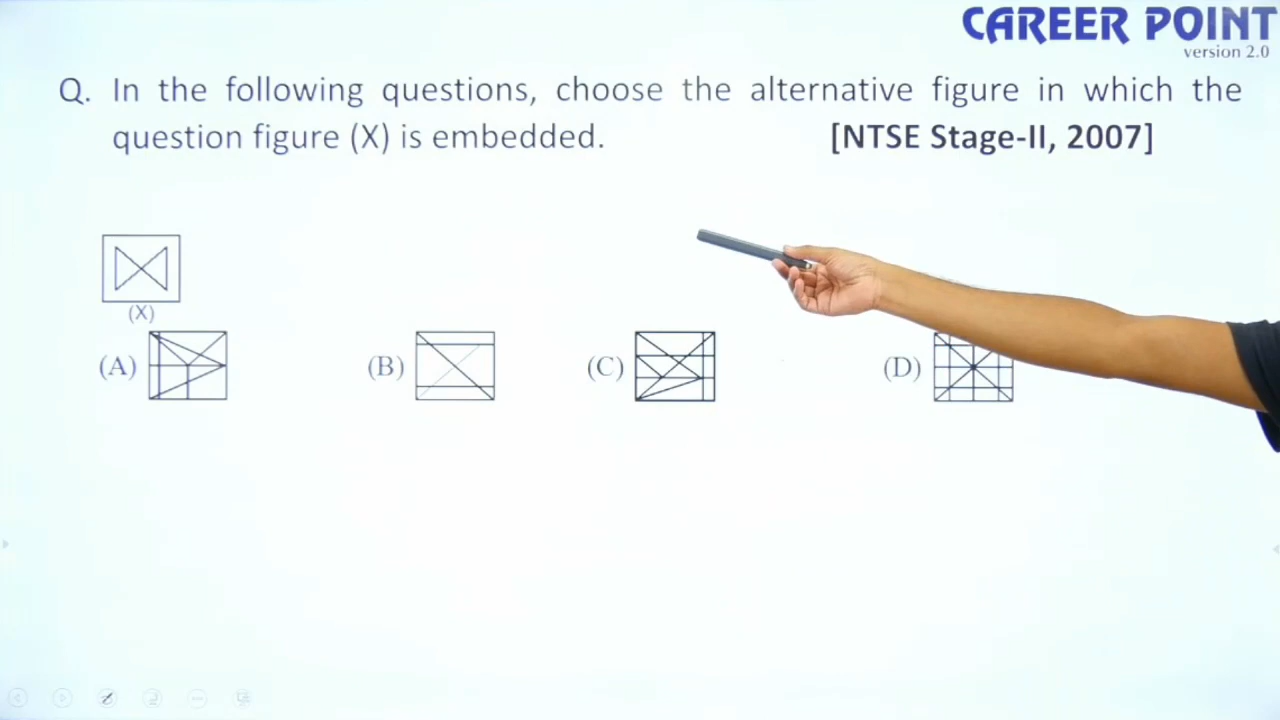 CAREER POINT
version 2.0
Q. In the following questions, choose the alternative figure in which the
question figure (X) is embedded. [NTSE Stage-II, 2007]
(X)
(A) (B) (C) (D)